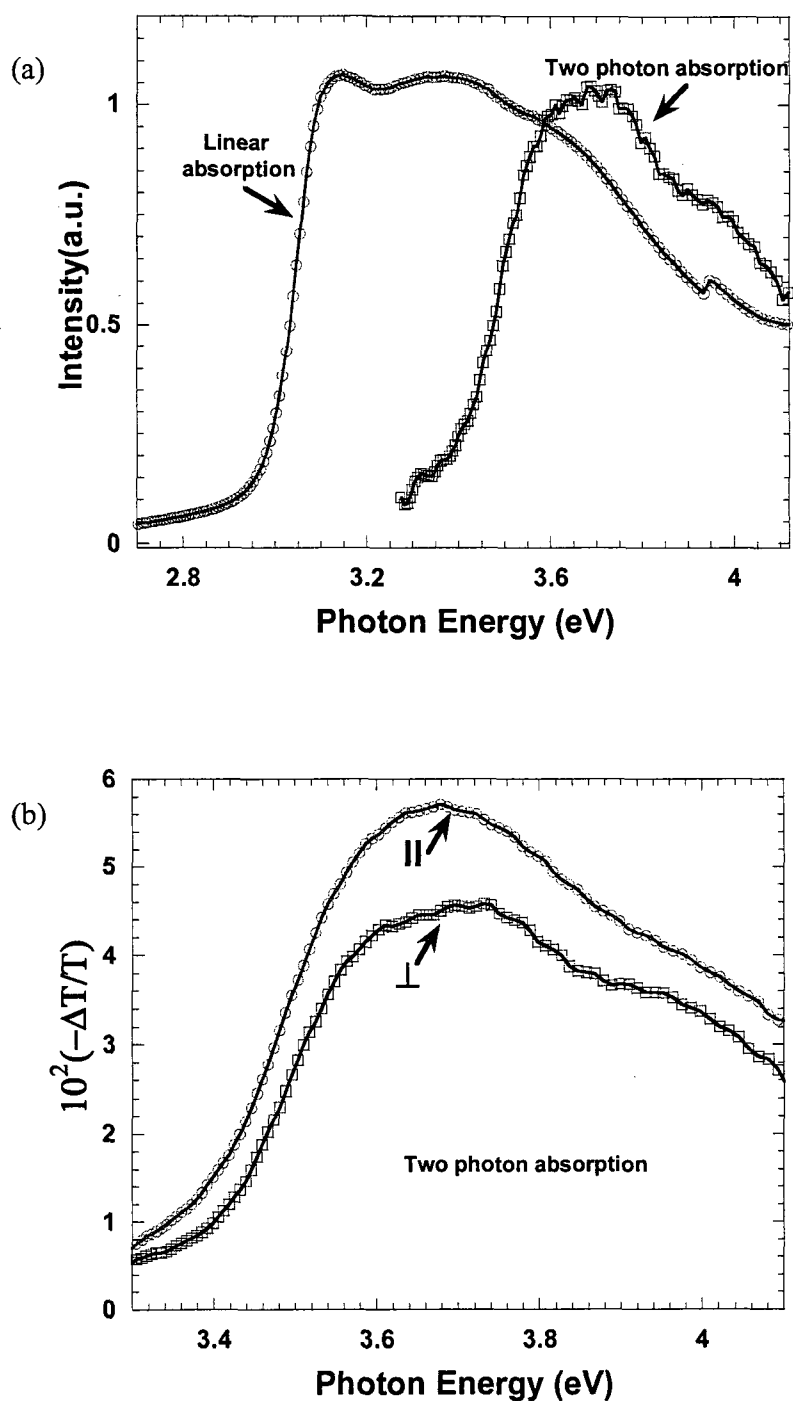 (a)
Two photon absorption
Linear
absorption
Intensity(a.u.)
1
0.5
0
2.8 3.2 3.6 4
Photon Energy (eV)
(b)
6
5
4
3
2
1
0
||
⊥
10²(−ΔT/T)
Two photon absorption
3.4 3.6 3.8 4
Photon Energy (eV)